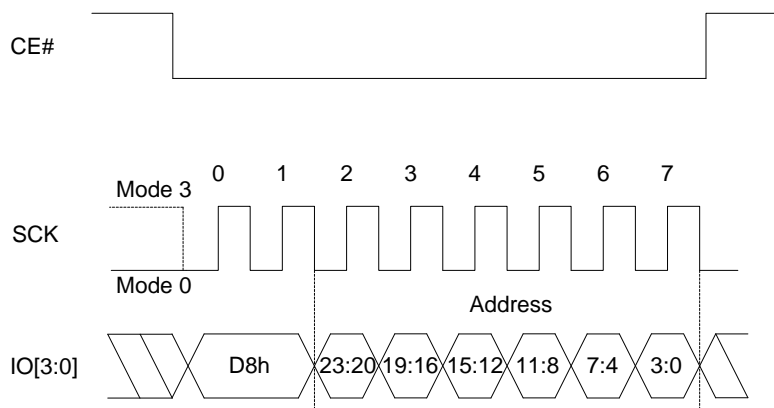 CE#
0 1 2 3 4 5 6 7
Mode 3
SCK
Mode 0
Address
IO[3:0] D8h 23:20 19:16 15:12 11:8 7:4 3:0